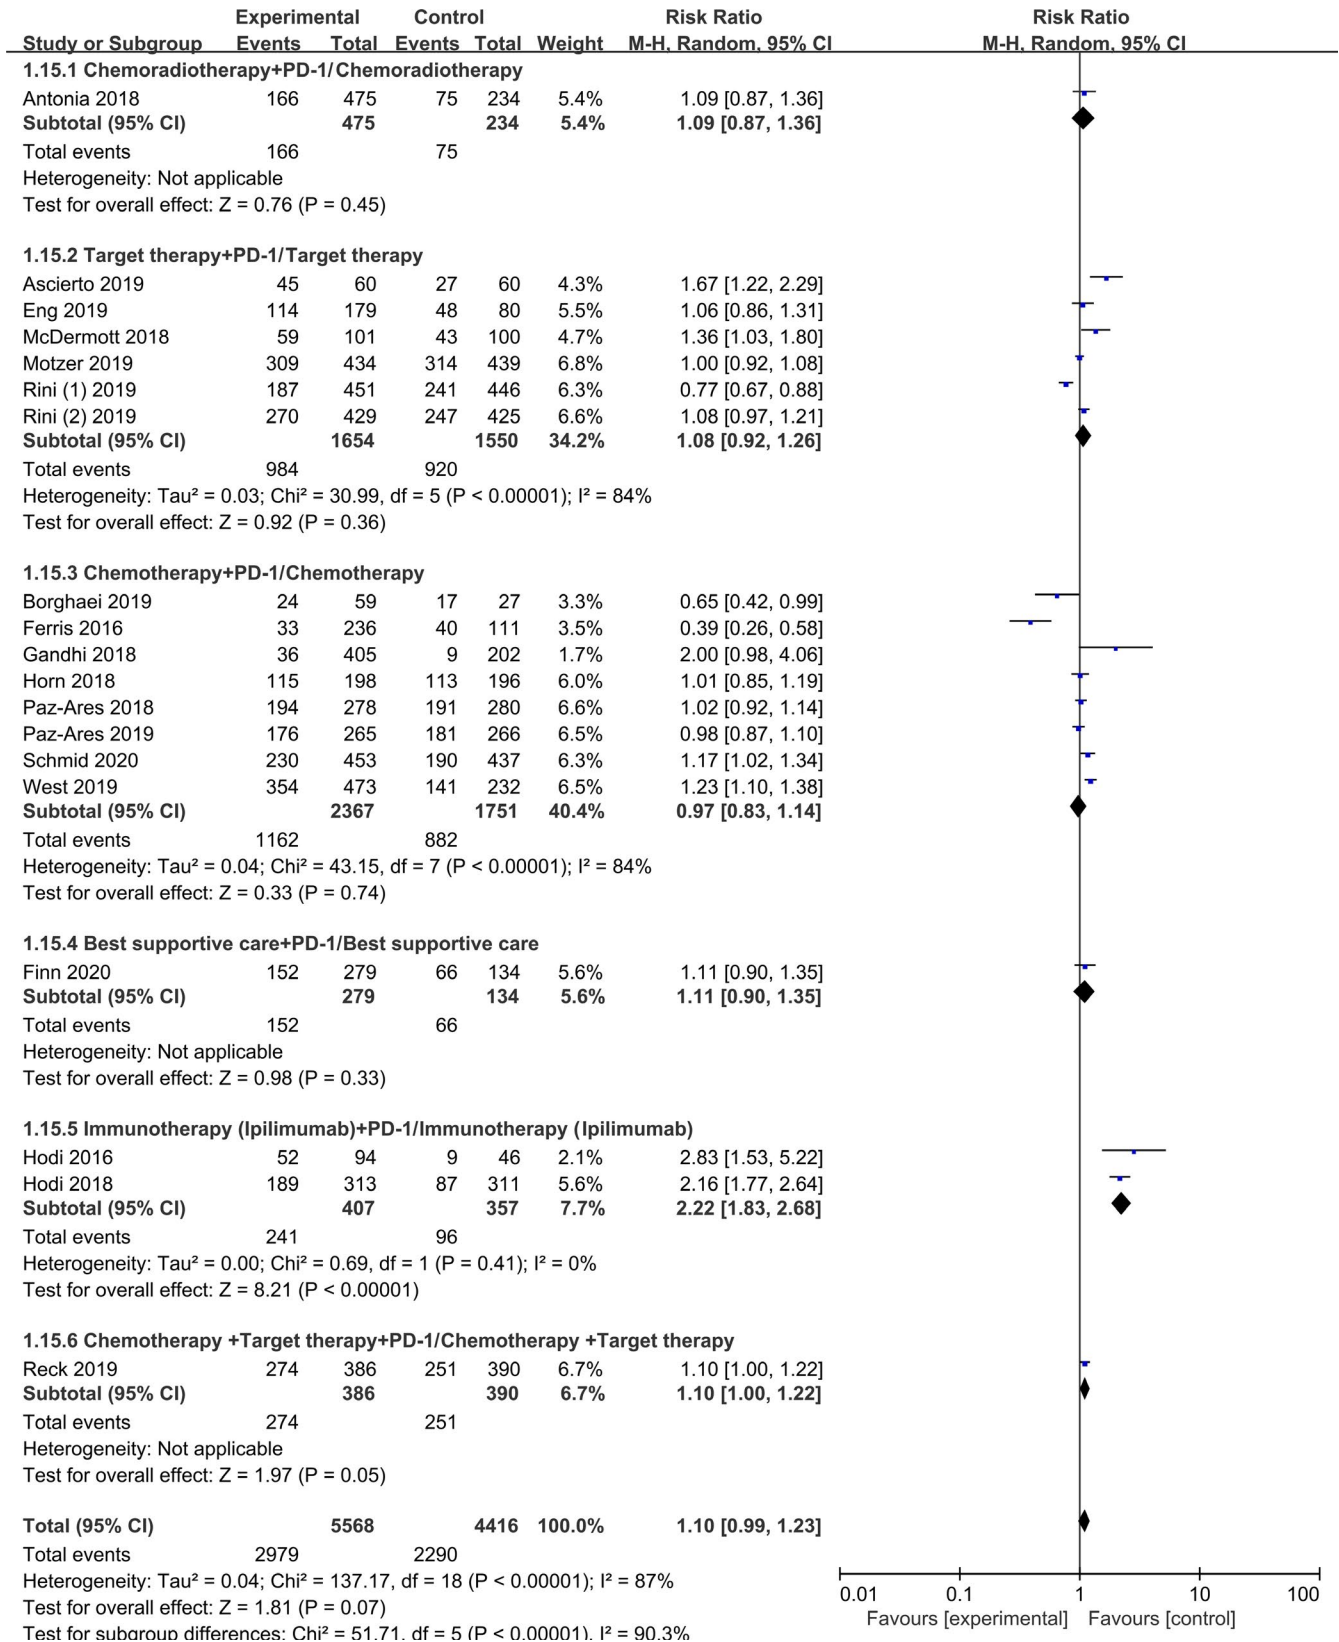 Experimental Control Risk Ratio Risk Ratio
Study or Subgroup Events Total Events Total Weight M-H, Random, 95% CI M-H, Random, 95% CI
1.15.1 Chemoradiotherapy+PD-1/Chemoradiotherapy
Antonia 2018 166 475 75 234 5.4% 1.09 [0.87, 1.36]
Subtotal (95% CI) 475 234 5.4% 1.09 [0.87, 1.36]
Total events 166 75
Heterogeneity: Not applicable
Test for overall effect: Z = 0.76 (P = 0.45)
1.15.2 Target therapy+PD-1/Target therapy
Ascierto 2019 45 60 27 60 4.3% 1.67 [1.22, 2.29]
Eng 2019 114 179 48 80 5.5% 1.06 [0.86, 1.31]
McDermott 2018 59 101 43 100 4.7% 1.36 [1.03, 1.80]
Motzer 2019 309 434 314 439 6.8% 1.00 [0.92, 1.08]
Rini (1) 2019 187 451 241 446 6.3% 0.77 [0.67, 0.88]
Rini (2) 2019 270 429 247 425 6.6% 1.08 [0.97, 1.21]
Subtotal (95% CI) 1654 1550 34.2% 1.08 [0.92, 1.26]
Total events 984 920
Heterogeneity: Tau² = 0.03; Chi² = 30.99, df = 5 (P < 0.00001); I² = 84%
Test for overall effect: Z = 0.92 (P = 0.36)
1.15.3 Chemotherapy+PD-1/Chemotherapy
Borghaei 2019 24 59 17 27 3.3% 0.65 [0.42, 0.99]
Ferris 2016 33 236 40 111 3.5% 0.39 [0.26, 0.58]
Gandhi 2018 36 405 9 202 1.7% 2.00 [0.98, 4.06]
Horn 2018 115 198 113 196 6.0% 1.01 [0.85, 1.19]
Paz-Ares 2018 194 278 191 280 6.6% 1.02 [0.92, 1.14]
Paz-Ares 2019 176 265 181 266 6.5% 0.98 [0.87, 1.10]
Schmid 2020 230 453 190 437 6.3% 1.17 [1.02, 1.34]
West 2019 354 473 141 232 6.5% 1.23 [1.10, 1.38]
Subtotal (95% CI) 2367 1751 40.4% 0.97 [0.83, 1.14]
Total events 1162 882
Heterogeneity: Tau² = 0.04; Chi² = 43.15, df = 7 (P < 0.00001); I² = 84%
Test for overall effect: Z = 0.33 (P = 0.74)
1.15.4 Best supportive care+PD-1/Best supportive care
Finn 2020 152 279 66 134 5.6% 1.11 [0.90, 1.35]
Subtotal (95% CI) 279 134 5.6% 1.11 [0.90, 1.35]
Total events 152 66
Heterogeneity: Not applicable
Test for overall effect: Z = 0.98 (P = 0.33)
1.15.5 Immunotherapy (Ipilimumab)+PD-1/Immunotherapy (Ipilimumab)
Hodi 2016 52 94 9 46 2.1% 2.83 [1.53, 5.22]
Hodi 2018 189 313 87 311 5.6% 2.16 [1.77, 2.64]
Subtotal (95% CI) 407 357 7.7% 2.22 [1.83, 2.68]
Total events 241 96
Heterogeneity: Tau² = 0.00; Chi² = 0.69, df = 1 (P = 0.41); I² = 0%
Test for overall effect: Z = 8.21 (P < 0.00001)
1.15.6 Chemotherapy +Target therapy+PD-1/Chemotherapy +Target therapy
Reck 2019 274 386 251 390 6.7% 1.10 [1.00, 1.22]
Subtotal (95% CI) 386 390 6.7% 1.10 [1.00, 1.22]
Total events 274 251
Heterogeneity: Not applicable
Test for overall effect: Z = 1.97 (P = 0.05)
Total (95% CI) 5568 4416 100.0% 1.10 [0.99, 1.23]
Total events 2979 2290
Heterogeneity: Tau² = 0.04; Chi² = 137.17, df = 18 (P < 0.00001); I² = 87%
Test for overall effect: Z = 1.81 (P = 0.07)
Test for subgroup differences: Chi² = 51.71, df = 5 (P < 0.00001), I² = 90.3%
0.01 0.1 1 10 100
Favours [experimental] Favours [control]